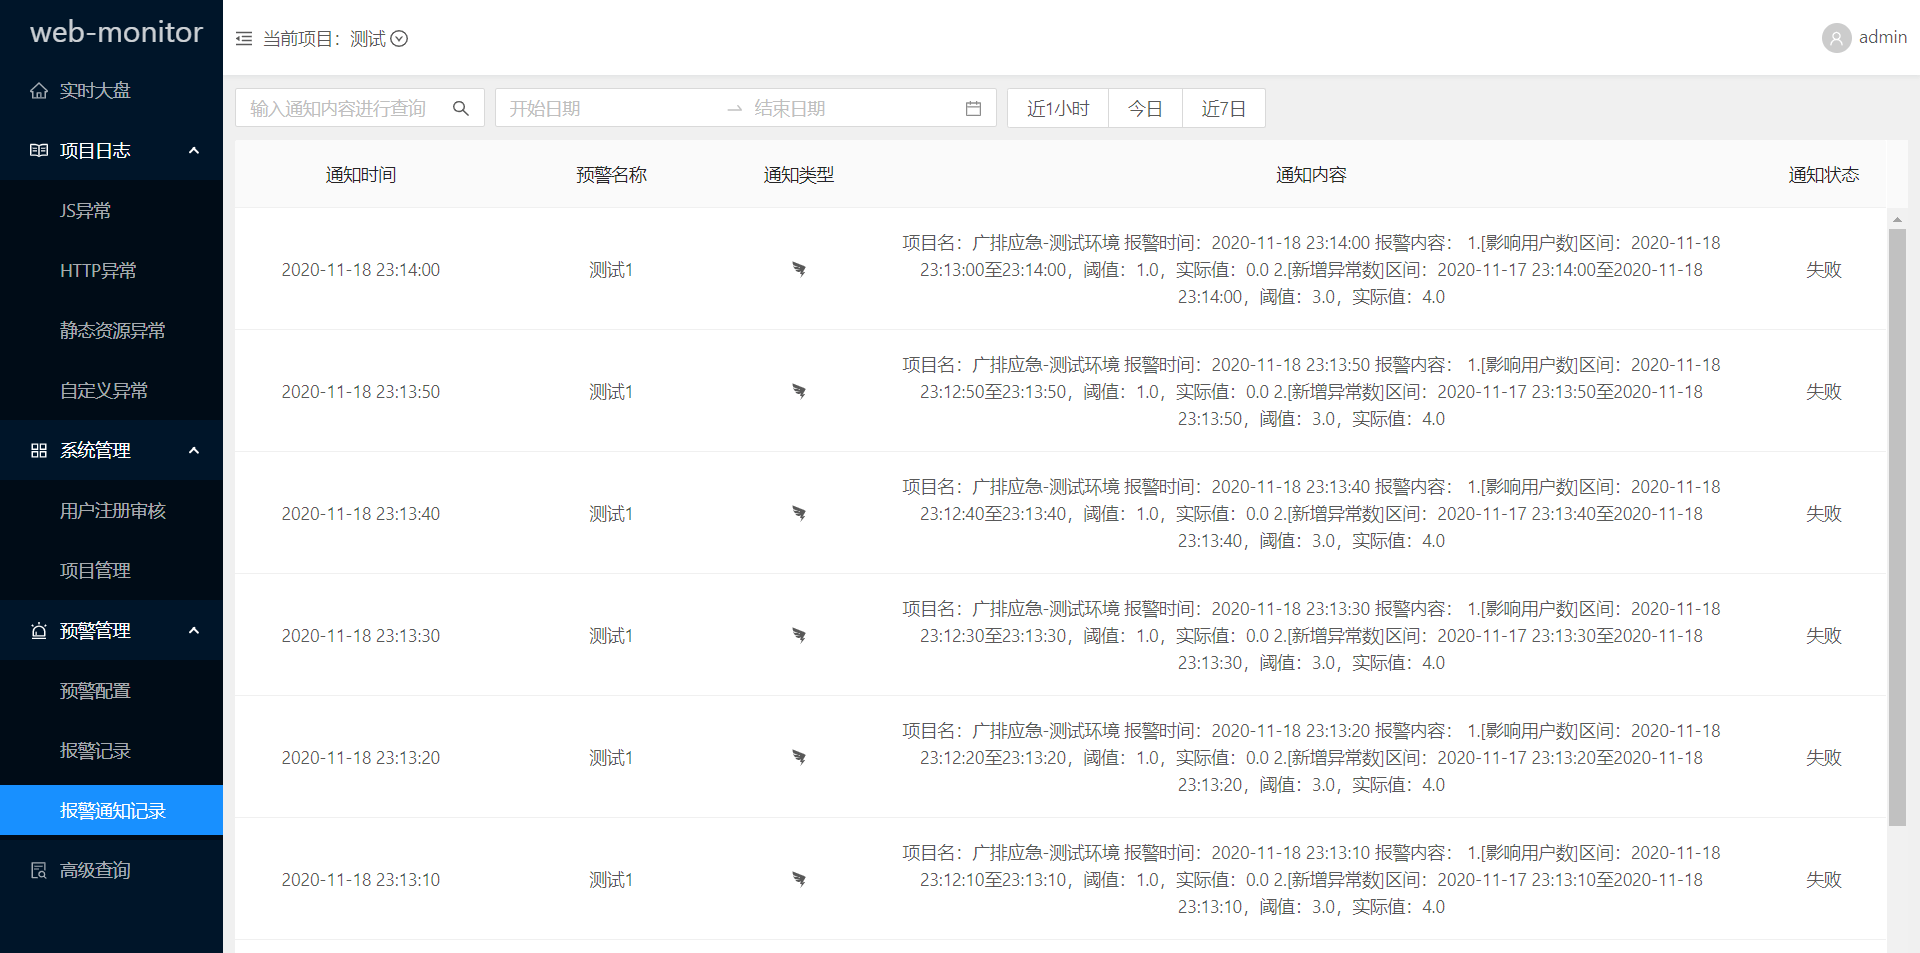 web-monitor
实时大盘
项目日志
JS异常
HTTP异常
静态资源异常
自定义异常
系统管理
用户注册审核
项目管理
预警管理
预警配置
报警记录
报警通知记录
高级查询
当前项目：测试
admin
输入通知内容进行查询
开始日期
结束日期
近1小时
今日
近7日
通知时间
预警名称
通知类型
通知内容
通知状态
2020-11-18 23:14:00
测试1
项目名：广排应急-测试环境 报警时间：2020-11-18 23:14:00 报警内容： 1.[影响用户数]区间：2020-11-18
23:13:00至23:14:00，阈值：1.0，实际值：0.0 2.[新增异常数]区间：2020-11-17 23:14:00至2020-11-18
23:14:00，阈值：3.0，实际值：4.0
失败
2020-11-18 23:13:50
测试1
项目名：广排应急-测试环境 报警时间：2020-11-18 23:13:50 报警内容： 1.[影响用户数]区间：2020-11-18
23:12:50至23:13:50，阈值：1.0，实际值：0.0 2.[新增异常数]区间：2020-11-17 23:13:50至2020-11-18
23:13:50，阈值：3.0，实际值：4.0
失败
2020-11-18 23:13:40
测试1
项目名：广排应急-测试环境 报警时间：2020-11-18 23:13:40 报警内容： 1.[影响用户数]区间：2020-11-18
23:12:40至23:13:40，阈值：1.0，实际值：0.0 2.[新增异常数]区间：2020-11-17 23:13:40至2020-11-18
23:13:40，阈值：3.0，实际值：4.0
失败
2020-11-18 23:13:30
测试1
项目名：广排应急-测试环境 报警时间：2020-11-18 23:13:30 报警内容： 1.[影响用户数]区间：2020-11-18
23:12:30至23:13:30，阈值：1.0，实际值：0.0 2.[新增异常数]区间：2020-11-17 23:13:30至2020-11-18
23:13:30，阈值：3.0，实际值：4.0
失败
2020-11-18 23:13:20
测试1
项目名：广排应急-测试环境 报警时间：2020-11-18 23:13:20 报警内容： 1.[影响用户数]区间：2020-11-18
23:12:20至23:13:20，阈值：1.0，实际值：0.0 2.[新增异常数]区间：2020-11-17 23:13:20至2020-11-18
23:13:20，阈值：3.0，实际值：4.0
失败
2020-11-18 23:13:10
测试1
项目名：广排应急-测试环境 报警时间：2020-11-18 23:13:10 报警内容： 1.[影响用户数]区间：2020-11-18
23:12:10至23:13:10，阈值：1.0，实际值：0.0 2.[新增异常数]区间：2020-11-17 23:13:10至2020-11-18
23:13:10，阈值：3.0，实际值：4.0
失败